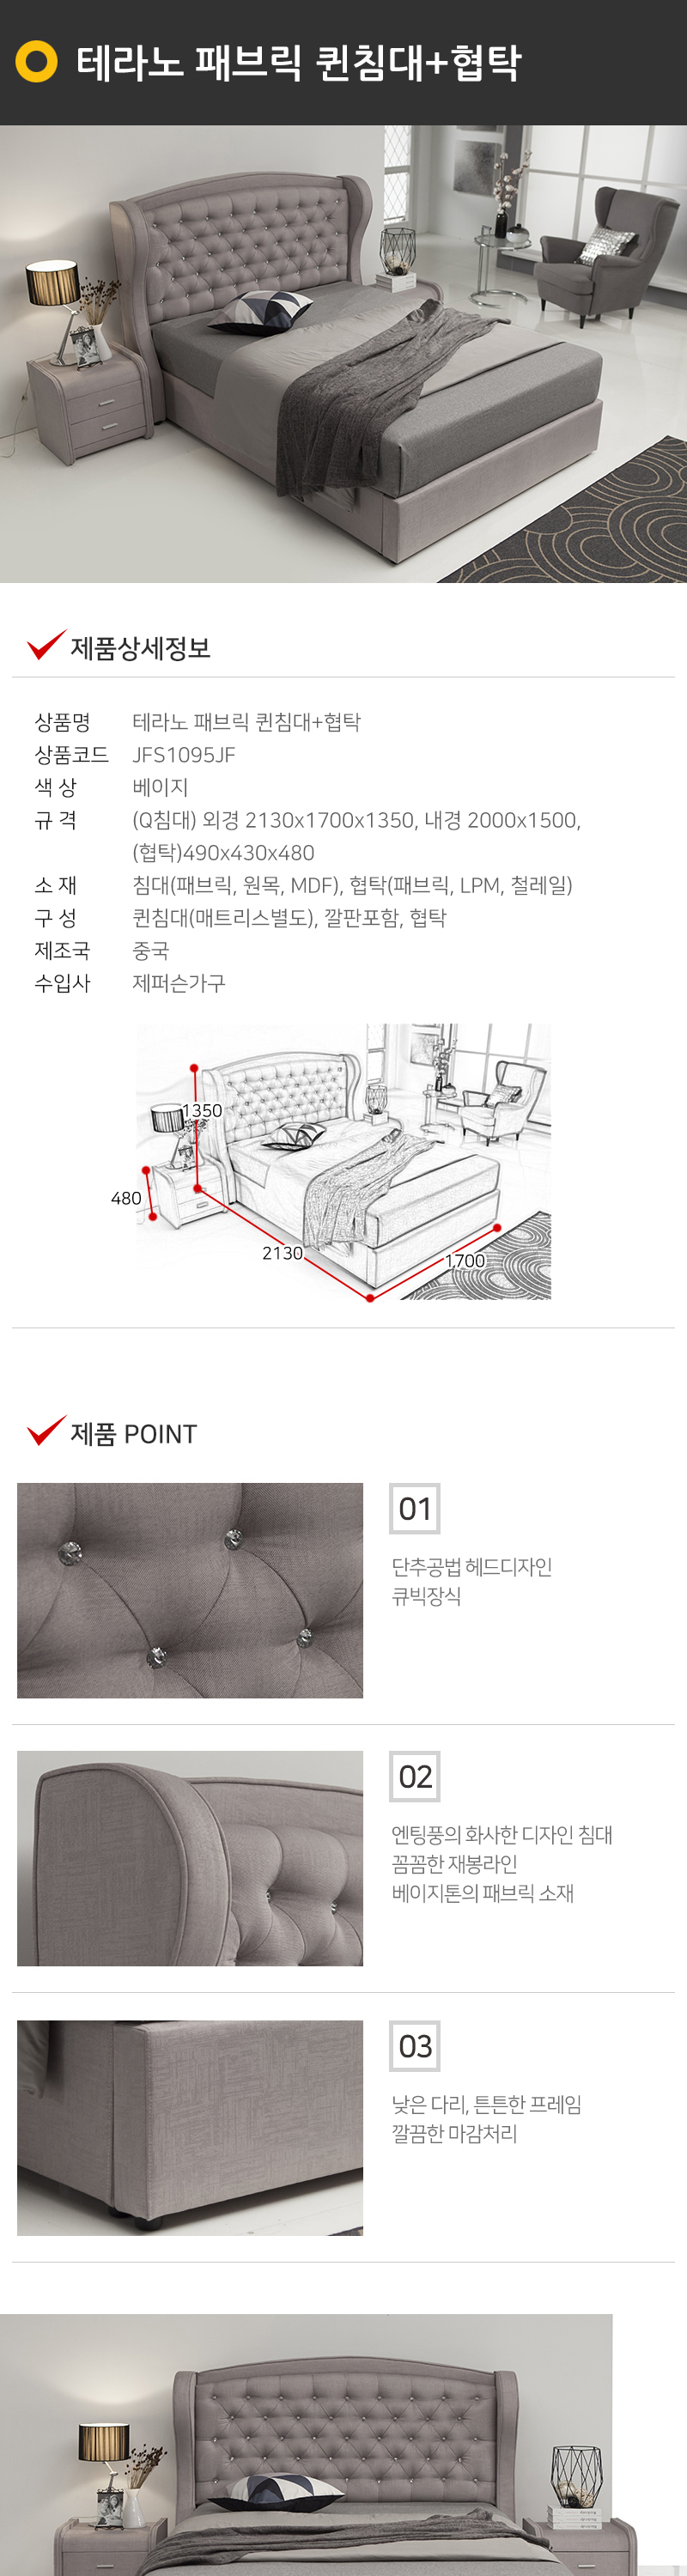 테라노 패브릭 퀸침대+협탁
제품상세정보
상품명 테라노 패브릭 퀸침대+협탁
상품코드 JFS1095JF
색 상 베이지
규 격 (Q침대) 외경 2130x1700x1350, 내경 2000x1500,
(협탁)490x430x480
소 재 침대(패브릭, 원목, MDF), 협탁(패브릭, LPM, 철레일)
구 성 퀸침대(매트리스별도), 깔판포함, 협탁
제조국 중국
수입사 제퍼슨가구
1350
480
2130
1700
제품 POINT
01
단추공법 헤드디자인
큐빅장식
02
엔팅풍의 화사한 디자인 침대
꼼꼼한 재봉라인
베이지톤의 패브릭 소재
03
낮은 다리, 튼튼한 프레임
깔끔한 마감처리